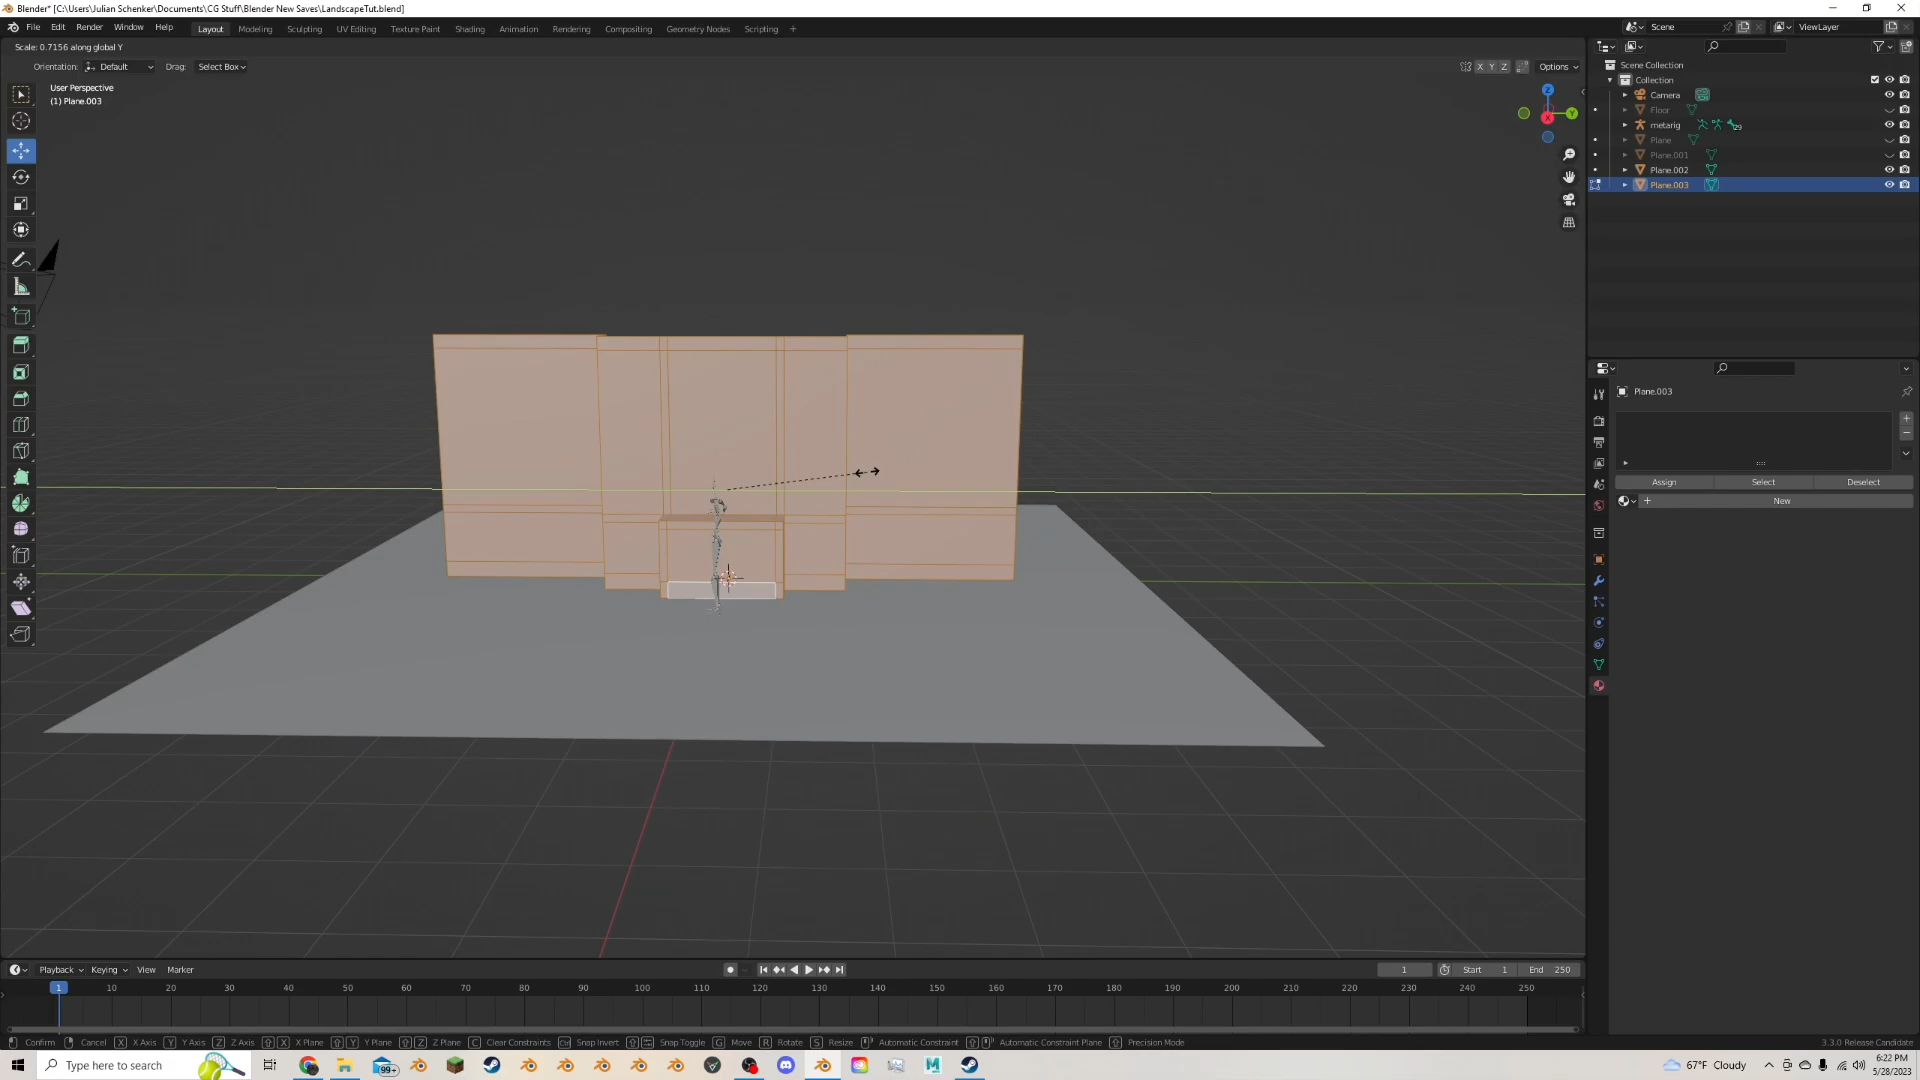 Blender* [C:\Users\Julian Schenker\Documents\CG Stuff\Blender New Saves\LandscapeTut.blend]
File Edit Render Window Help Layout Modeling Sculpting UV Editing Texture Paint Shading Animation Rendering Compositing Geometry Nodes Scripting + Scene ViewLayer
Scale: 0.7156 along global Y
Orientation: Default Drag: Select Box X Y Z Options
User Perspective
(1) Plane.003
Z
Y
X
Scene Collection
Collection
Camera
Floor
metarig 29
Plane
Plane.001
Plane.002
Plane.003
Plane.003
Assign Select Deselect
+ New
Playback Keying View Marker 1 Start 1 End 250
1 10 20 30 40 50 60 70 80 90 100 110 120 130 140 150 160 170 180 190 200 210 220 230 240 250
Confirm Cancel X X Axis Y Y Axis Z Z Axis X X Plane Y Y Plane Z Z Plane C Clear Constraints Ctrl Snap Invert Snap Toggle G Move R Rotate S Resize Automatic Constraint Automatic Constraint Plane Precision Mode 3.3.0 Release Candidate
Type here to search 99+ 67°F Cloudy 6:22 PM
5/28/2023